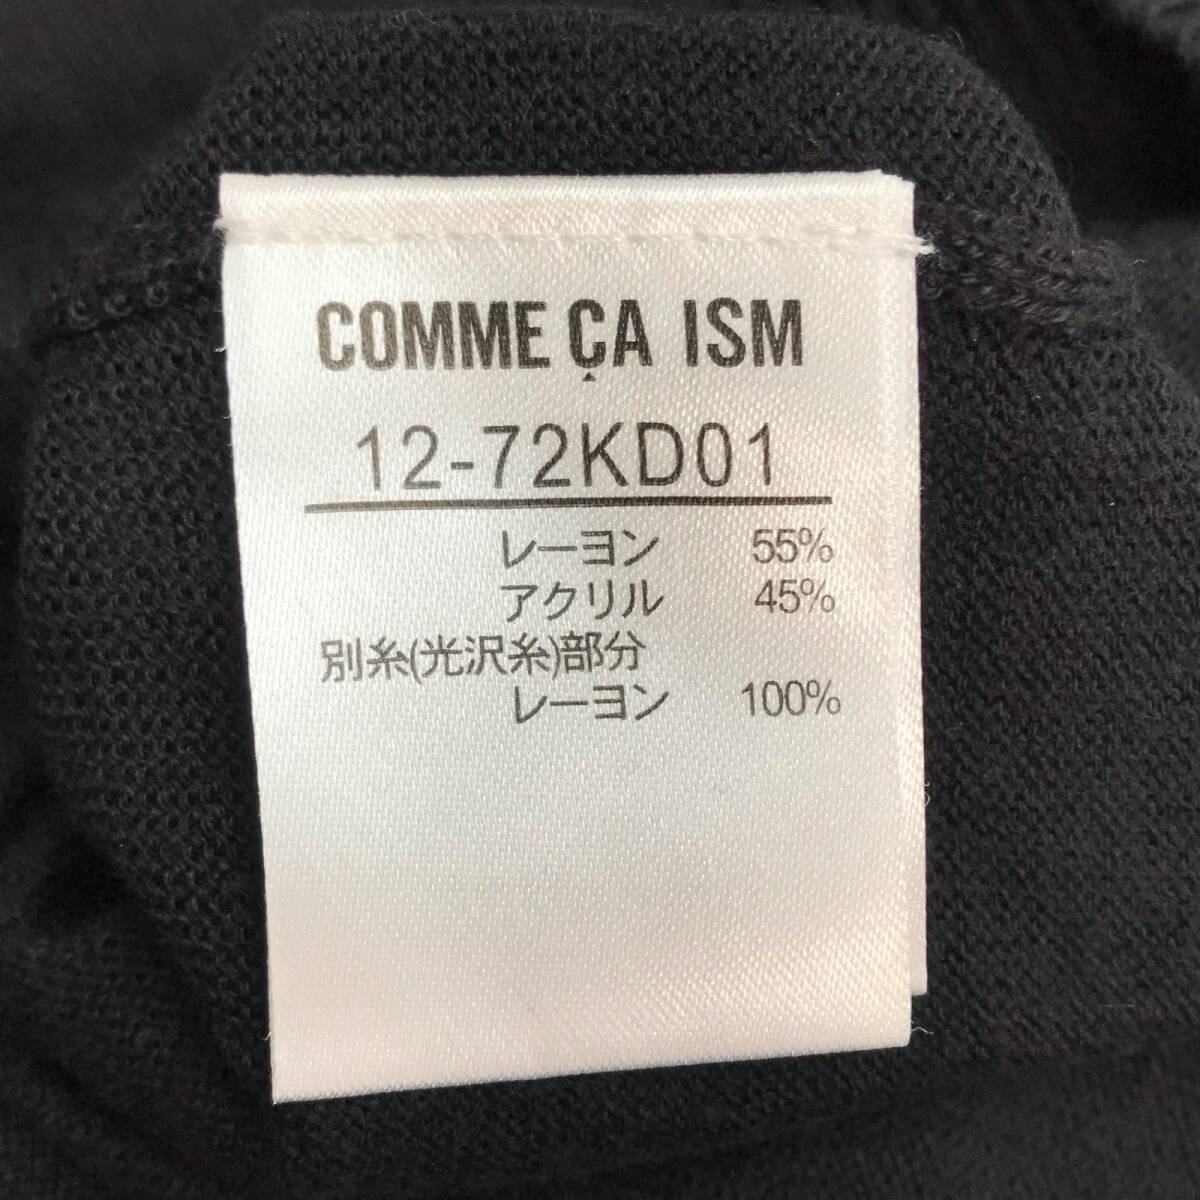 COMME ÇA ISM
12-72KD01
レーヨン 55%
アクリル 45%
別糸(光沢糸)部分
レーヨン 100%